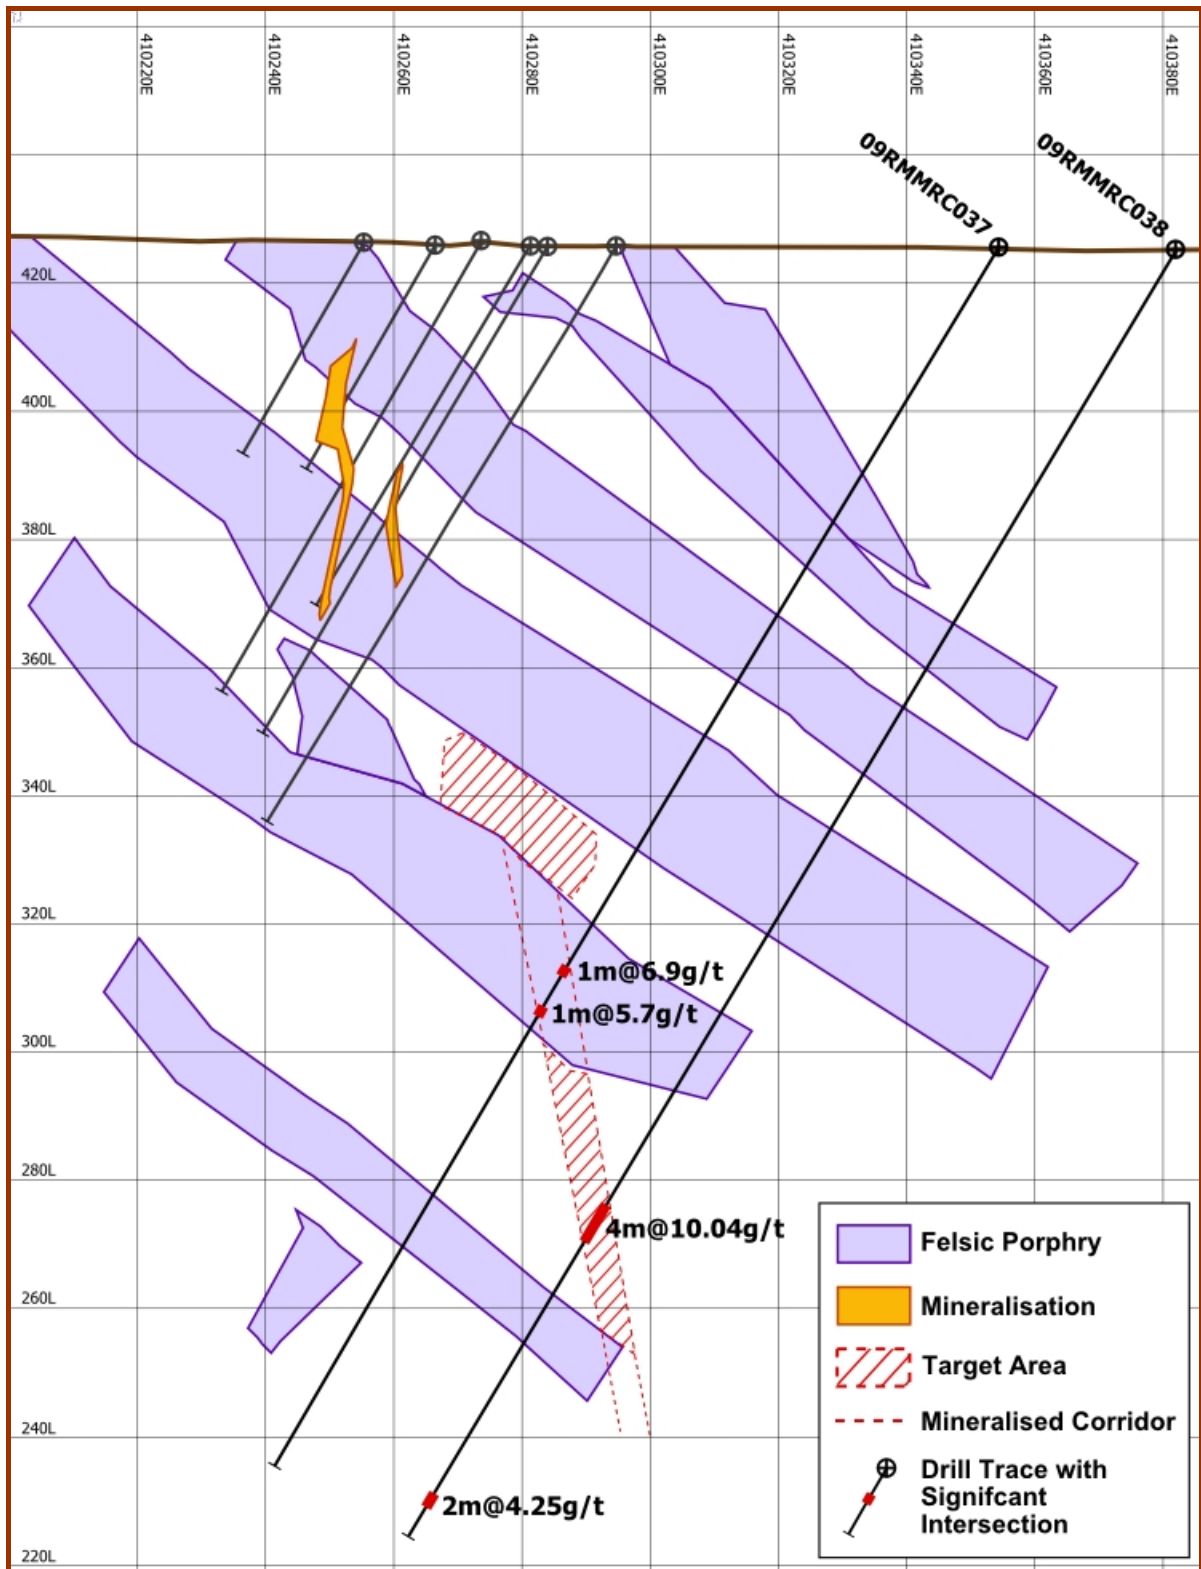 410220E
410240E
410260E
410280E
410300E
410320E
410340E
410360E
410380E
09RMMRC037
09RMMRC038
420L
400L
380L
360L
340L
320L
300L
280L
260L
240L
220L
1m@6.9g/t
1m@5.7g/t
4m@10.04g/t
2m@4.25g/t
Felsic Porphry
Mineralisation
Target Area
Mineralised Corridor
Drill Trace with
Signifcant
Intersection